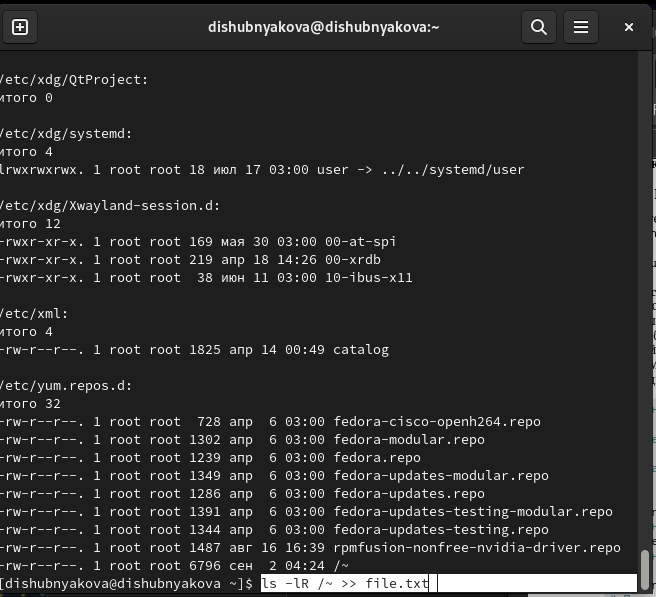 dishubnyakova@dishubnyakova:~
/etc/xdg/QtProject:
итого 0
/etc/xdg/systemd:
итого 4
lrwxrwxrwx. 1 root root 18 июл 17 03:00 user -> ../../systemd/user
/etc/xdg/Xwayland-session.d:
итого 12
-rwxr-xr-x. 1 root root 169 мая 30 03:00 00-at-spi
-rwxr-xr-x. 1 root root 219 апр 18 14:26 00-xrdb
-rwxr-xr-x. 1 root root  38 июн 11 03:00 10-ibus-x11
/etc/xml:
итого 4
-rw-r--r--. 1 root root 1825 апр 14 00:49 catalog
/etc/yum.repos.d:
итого 32
-rw-r--r--. 1 root root  728 апр  6 03:00 fedora-cisco-openh264.repo
-rw-r--r--. 1 root root 1302 апр  6 03:00 fedora-modular.repo
-rw-r--r--. 1 root root 1239 апр  6 03:00 fedora.repo
-rw-r--r--. 1 root root 1349 апр  6 03:00 fedora-updates-modular.repo
-rw-r--r--. 1 root root 1286 апр  6 03:00 fedora-updates.repo
-rw-r--r--. 1 root root 1391 апр  6 03:00 fedora-updates-testing-modular.repo
-rw-r--r--. 1 root root 1344 апр  6 03:00 fedora-updates-testing.repo
-rw-r--r--. 1 root root 1487 авг 16 16:39 rpmfusion-nonfree-nvidia-driver.repo
-rw-r--r--. 1 root root 6796 сен  2 04:24 /~
[dishubnyakova@dishubnyakova ~]$ ls -lR /~ >> file.txt